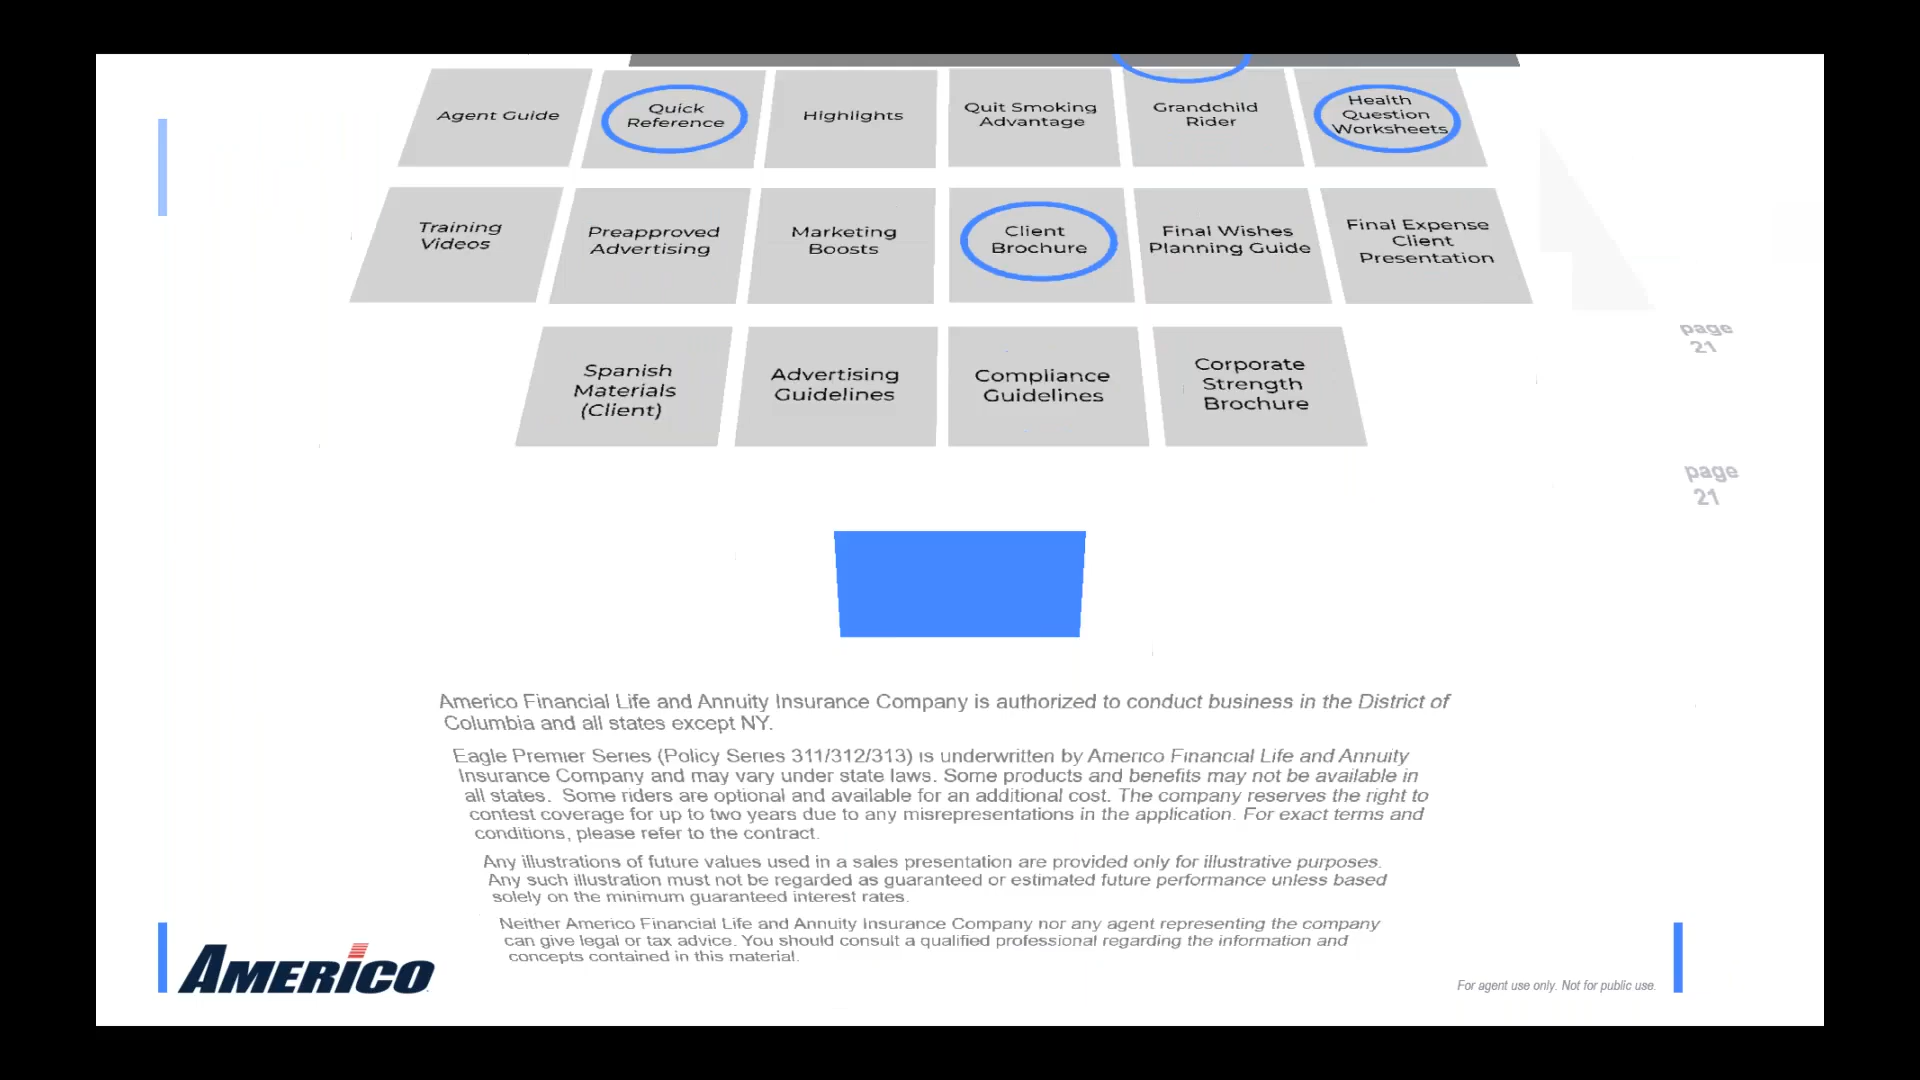 Agent Guide
Quick
Reference
Highlights
Quit Smoking
Advantage
Grandchild
Rider
Health
Question
Worksheets
Training
Videos
Preapproved
Advertising
Marketing
Boosts
Client
Brochure
Final Wishes
Planning Guide
Final Expense
Client
Presentation
Spanish
Materials
(Client)
Advertising
Guidelines
Compliance
Guidelines
Corporate
Strength
Brochure
page
21
page
21
Americo Financial Life and Annuity Insurance Company is authorized to conduct business in the District of
Columbia and all states except NY.
Eagle Premier Series (Policy Series 311/312/313) is underwritten by Americo Financial Life and Annuity
Insurance Company and may vary under state laws. Some products and benefits may not be available in
all states. Some riders are optional and available for an additional cost. The company reserves the right to
contest coverage for up to two years due to any misrepresentations in the application. For exact terms and
conditions, please refer to the contract.
Any illustrations of future values used in a sales presentation are provided only for illustrative purposes.
Any such illustration must not be regarded as guaranteed or estimated future performance unless based
solely on the minimum guaranteed interest rates.
Neither Americo Financial Life and Annuity Insurance Company nor any agent representing the company
can give legal or tax advice. You should consult a qualified professional regarding the information and
concepts contained in this material.
AMERICO
For agent use only. Not for public use.